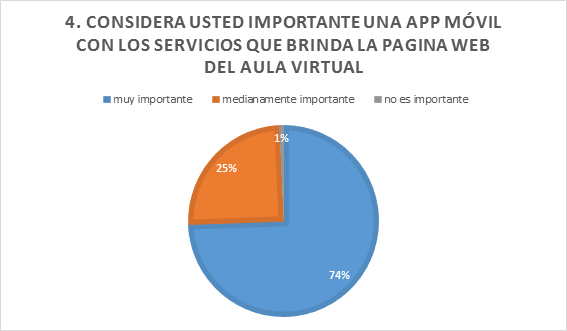 4. CONSIDERA USTED IMPORTANTE UNA APP MÓVIL
CON LOS SERVICIOS QUE BRINDA LA PAGINA WEB
DEL AULA VIRTUAL
muy importante medianamente importante no es importante
1%
25%
74%